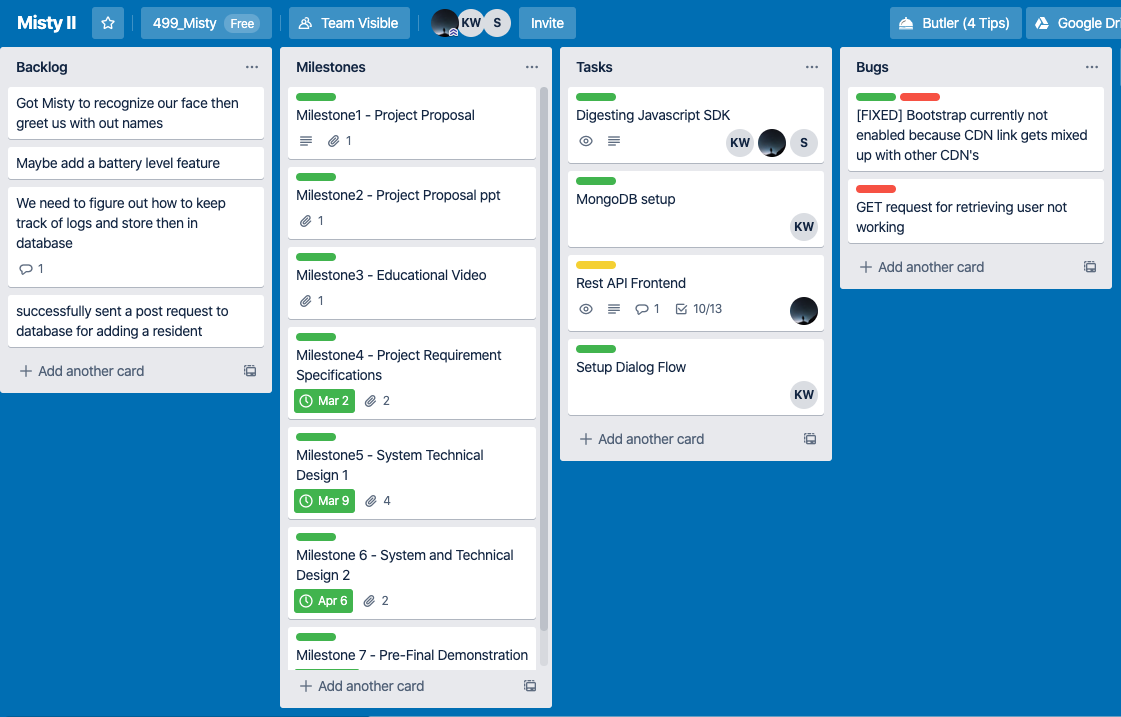 Misty II
499_Misty Free
Team Visible
KW
S
Invite
Butler (4 Tips)
Google Dri
Backlog
Got Misty to recognize our face then
greet us with out names
Maybe add a battery level feature
We need to figure out how to keep
track of logs and store then in
database
1
successfully sent a post request to
database for adding a resident
Add another card
Milestones
Milestone1 - Project Proposal
1
Milestone2 - Project Proposal ppt
1
Milestone3 - Educational Video
1
Milestone4 - Project Requirement
Specifications
Mar 2 2
Milestone5 - System Technical
Design 1
Mar 9 4
Milestone 6 - System and Technical
Design 2
Apr 6 2
Milestone 7 - Pre-Final Demonstration
Add another card
Tasks
Digesting Javascript SDK
KW S
MongoDB setup
KW
Rest API Frontend
1 10/13
Setup Dialog Flow
KW
Add another card
Bugs
[FIXED] Bootstrap currently not
enabled because CDN link gets mixed
up with other CDN's
GET request for retrieving user not
working
Add another card